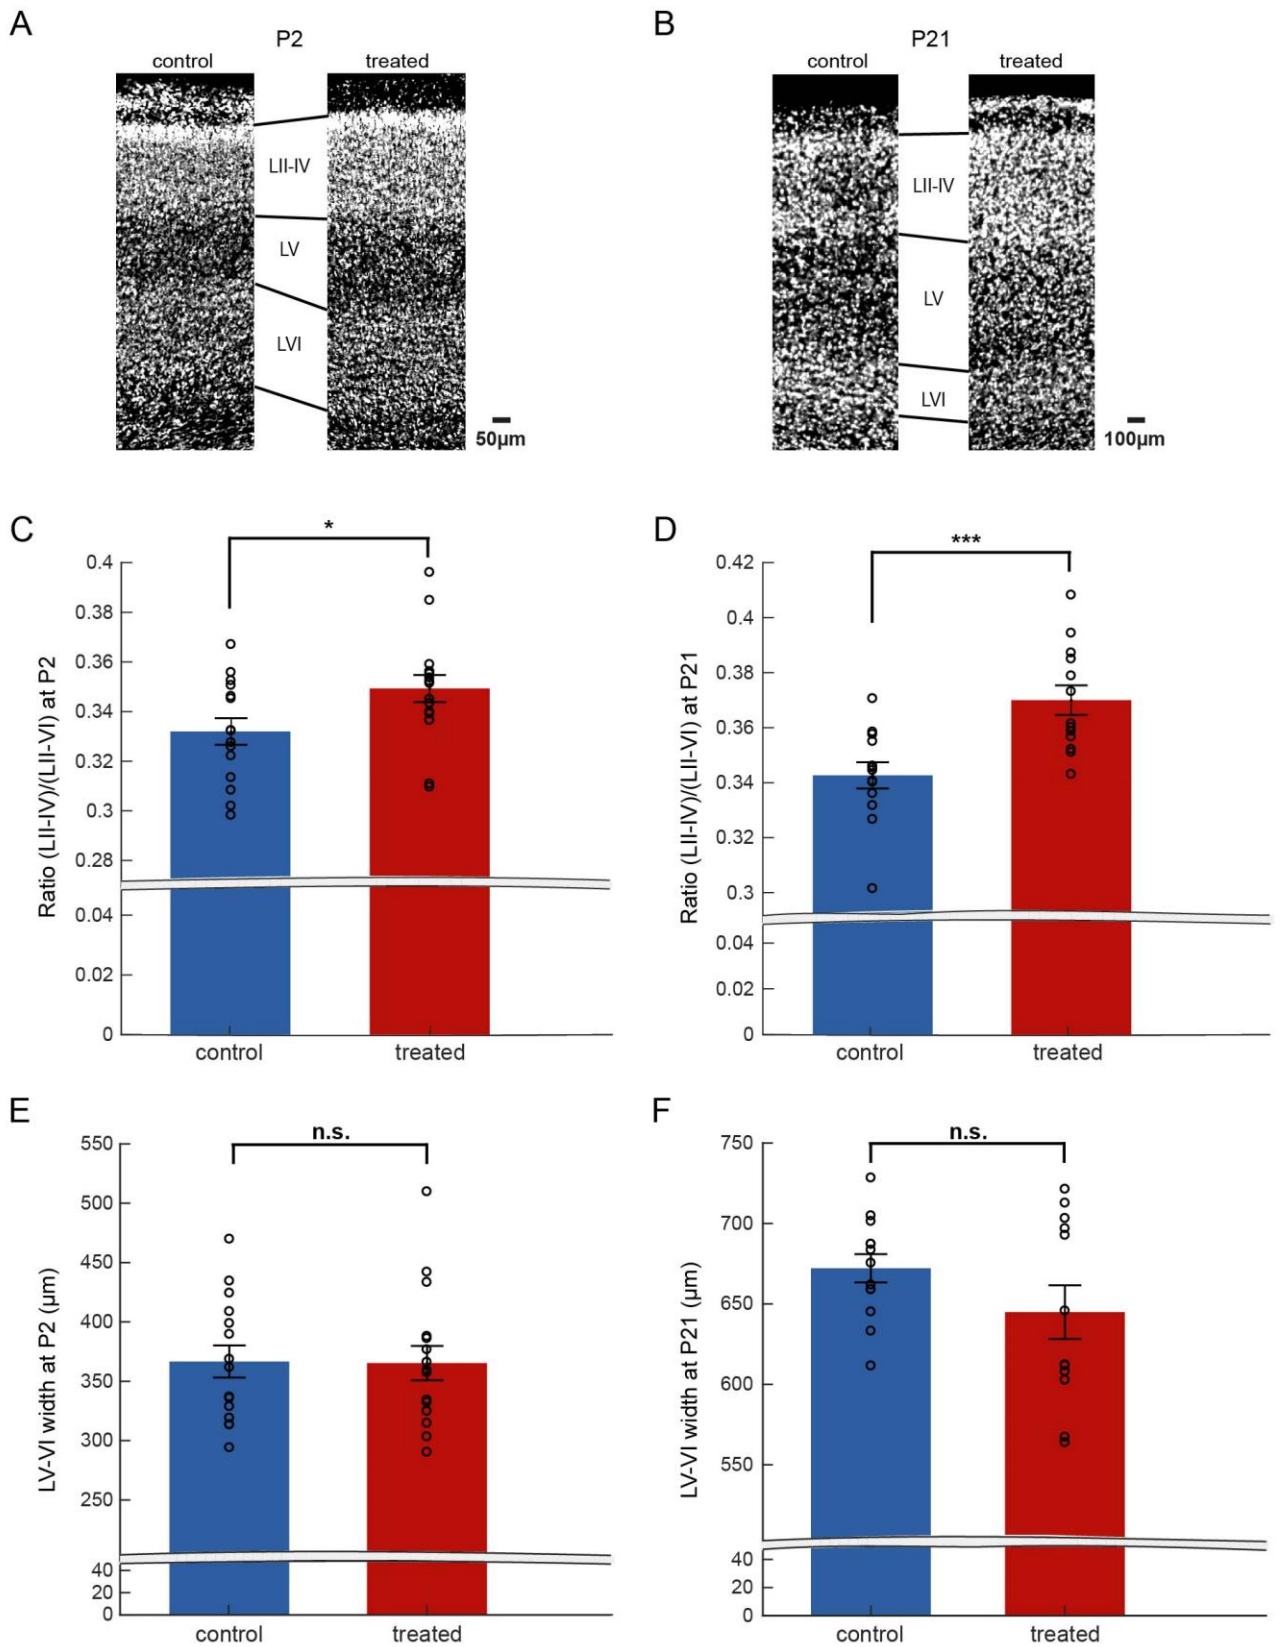 A
P2
control
treated
LII-IV
LV
LVI
50µm
B
P21
control
treated
LII-IV
LV
LVI
100µm
C
*
Ratio (LII-IV)/(LII-VI) at P2
0.4
0.38
0.36
0.34
0.32
0.3
0.28
0.04
0.02
0
control
treated
D
***
Ratio (LII-IV)/(LII-VI) at P21
0.42
0.4
0.38
0.36
0.34
0.32
0.3
0.04
0.02
0
control
treated
E
n.s.
LV-VI width at P2 (µm)
550
500
450
400
350
300
250
40
20
0
control
treated
F
n.s.
LV-VI width at P21 (µm)
750
700
650
600
550
40
20
0
control
treated